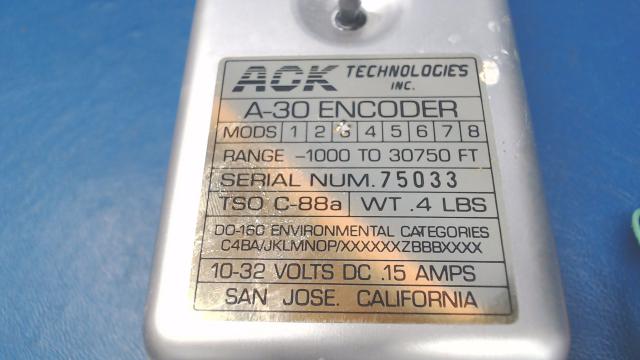 ACK TECHNOLOGIES INC.
A-30 ENCODER
MODS 1 2 3 4 5 6 7 8
RANGE -1000 TO 30750 FT
SERIAL NUM. 75033
TSO C-88a WT .4 LBS
DO-16C ENVIRONMENTAL CATEGORIES
C4BA/JKLMNOP/XXXXXXZBBBXXXX
10-32 VOLTS DC .15 AMPS
SAN JOSE. CALIFORNIA